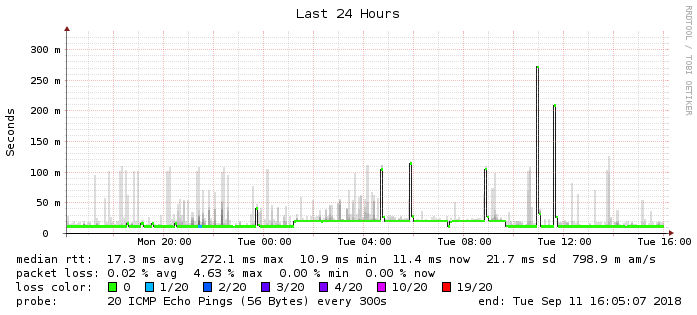 Last 24 Hours
RRDTOOL / TOBI OETIKER
Seconds
300 m
250 m
200 m
150 m
100 m
50 m
0
Mon 20:00 Tue 00:00 Tue 04:00 Tue 08:00 Tue 12:00 Tue 16:00
median rtt: 17.3 ms avg 272.1 ms max 10.9 ms min 11.4 ms now 21.7 ms sd 798.9 m am/s
packet loss: 0.02 % avg 4.63 % max 0.00 % min 0.00 % now
loss color: 0 1/20 2/20 3/20 4/20 10/20 19/20
probe: 20 ICMP Echo Pings (56 Bytes) every 300s end: Tue Sep 11 16:05:07 2018